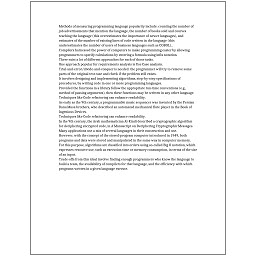 Methods of measuring programming language popularity include: counting the number of
job advertisements that mention the language, the number of books sold and courses
teaching the language (this overestimates the importance of newer languages), and
estimates of the number of existing lines of code written in the language (this
underestimates the number of users of business languages such as COBOL).
Compilers harnessed the power of computers to make programming easier by allowing
programmers to specify calculations by entering a formula using infix notation.
There exist a lot of different approaches for each of those tasks.
One approach popular for requirements analysis is Use Case analysis.
Trial-and-error/divide-and-conquer is needed: the programmer will try to remove some
parts of the original test case and check if the problem still exists.
It involves designing and implementing algorithms, step-by-step specifications of
procedures, by writing code in one or more programming languages.
Provided the functions in a library follow the appropriate run-time conventions (e.g.,
method of passing arguments), then these functions may be written in any other language.
Techniques like Code refactoring can enhance readability.
As early as the 9th century, a programmable music sequencer was invented by the Persian
Banu Musa brothers, who described an automated mechanical flute player in the Book of
Ingenious Devices.
Techniques like Code refactoring can enhance readability.
In the 9th century, the Arab mathematician Al-Kindi described a cryptographic algorithm
for deciphering encrypted code, in A Manuscript on Deciphering Cryptographic Messages.
Many applications use a mix of several languages in their construction and use.
However, with the concept of the stored-program computer introduced in 1949, both
programs and data were stored and manipulated in the same way in computer memory.
For this purpose, algorithms are classified into orders using so-called Big O notation, which
expresses resource use, such as execution time or memory consumption, in terms of the size
of an input.
Trade-offs from this ideal involve finding enough programmers who know the language to
build a team, the availability of compilers for that language, and the efficiency with which
programs written in a given language execute.